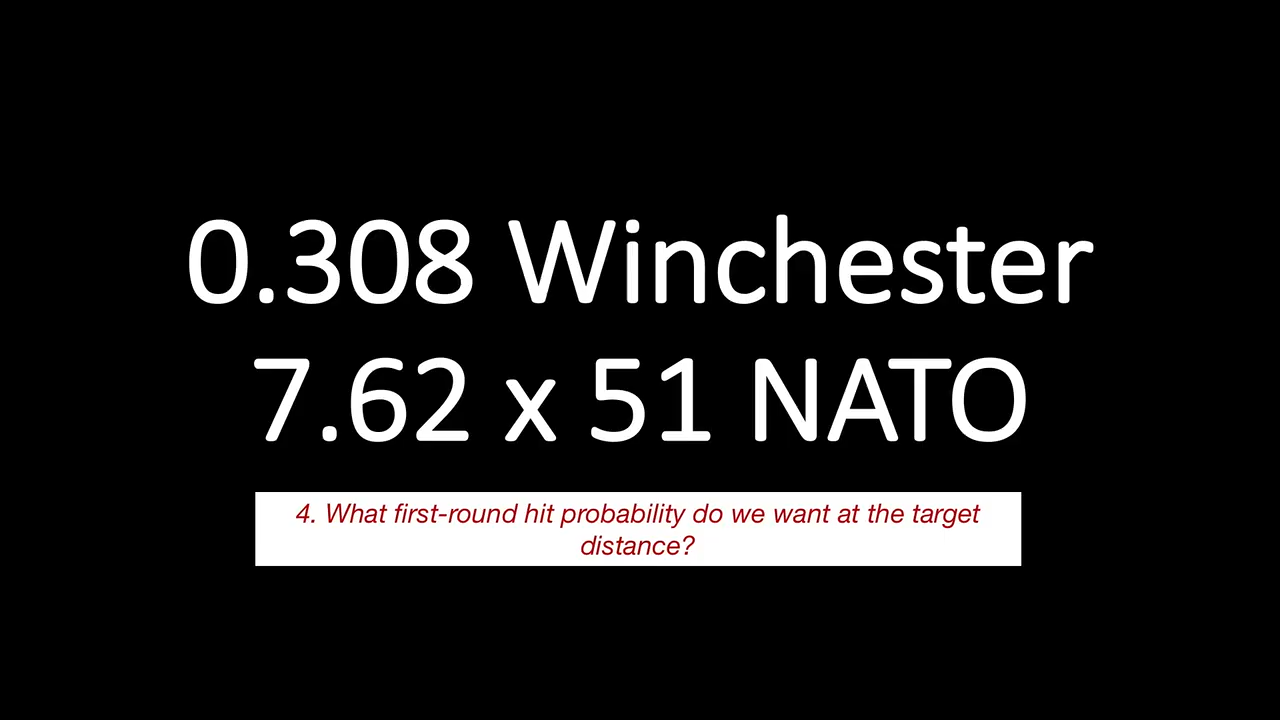 0.308 Winchester
7.62 x 51 NATO
4. What first-round hit probability do we want at the target
distance?